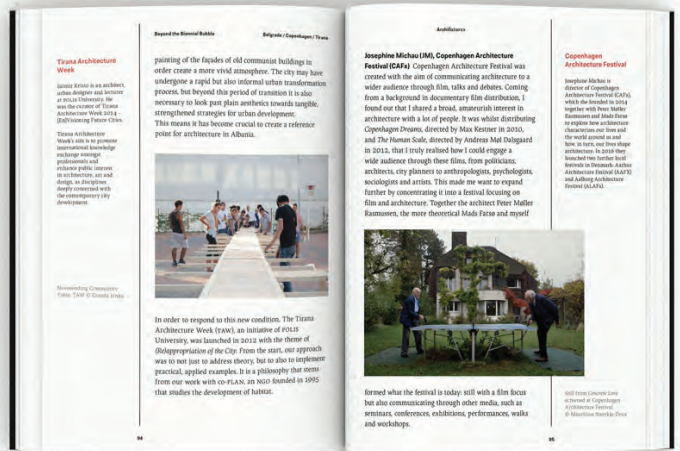 Beyond the Biennial Bubble
Belgrade / Copenhagen / Tirana
Tirana Architecture
Week
is an architect,
urban designer and lecturer
at POLIS University. He
was the curator of Tirana
Architecture Week 2014 –
[En]Visioning Future Cities.
Tirana Architecture
Week's aim is to promote
international knowledge
exchange amongst
professionals and
enhance public interest
in architecture, art and
design, as disciplines
deeply concerned with
the contemporary city
development.
painting of the façades of old communist buildings in
order create a more vivid atmosphere. The city may have
undergone a rapid but also informal urban transformation
process, but beyond this period of transition it is also
necessary to look past plain aesthetics towards tangible,
strengthened strategies for urban development.
This means it has become crucial to create a reference
point for architecture in Albania.
Community
Table, TAW ©
In order to respond to this new condition, The Tirana
Architecture Week (TAW), an initiative of POLIS
University, was launched in 2012 with the theme of
(Re)appropriation of the City. From the start, our approach
was to not just to address theory, but to also to implement
practical, applied examples. It is a philosophy that stems
from our work with CO-PLAN, an NGO founded in 1995
that studies the development of habitat.
94
Architectures
Josephine Michau (JM), Copenhagen Architecture
Festival (CAFx) Copenhagen Architecture Festival was
created with the aim of communicating architecture to a
wider audience through film, talks and debates. Coming
from a background in documentary film distribution, I
found out that I shared a broad, amateurish interest in
architecture with a lot of people. It was whilst distributing
Copenhagen Dreams, directed by Max Kestner in 2010,
and The Human Scale, directed by Andreas Møl Dalsgaard
in 2012, that I truly realised how I could engage a
wide audience through these films, from politicians,
architects, city planners to anthropologists, psychologists,
sociologists and artists. This made me want to expand
further by concentrating it into a festival focusing on
film and architecture. Together the architect Peter Møller
Rasmussen, the more theoretical Mads Farsø and myself
formed what the festival is today: still with a film focus
but also communicating through other media, such as
seminars, conferences, exhibitions, performances, walks
and workshops.
Copenhagen
Architecture Festival
Josephine Michau is
director of Copenhagen
Architecture Festival (CAFx),
which she founded in 2014
together with Peter Møller
Rasmussen and Mads Farsø
to explore how architecture
characterises our lives and
the world around us and
how, in turn, our lives shape
architecture. In 2016 they
launched two further local
festivals in Denmark: Aarhus
Architecture Festival (AAFX)
and Aalborg Architecture
Festival (ALAFx).
Still from Concrete Love
screened at Copenhagen
Architecture Festival
© Maurizius Staerkle Drux
95